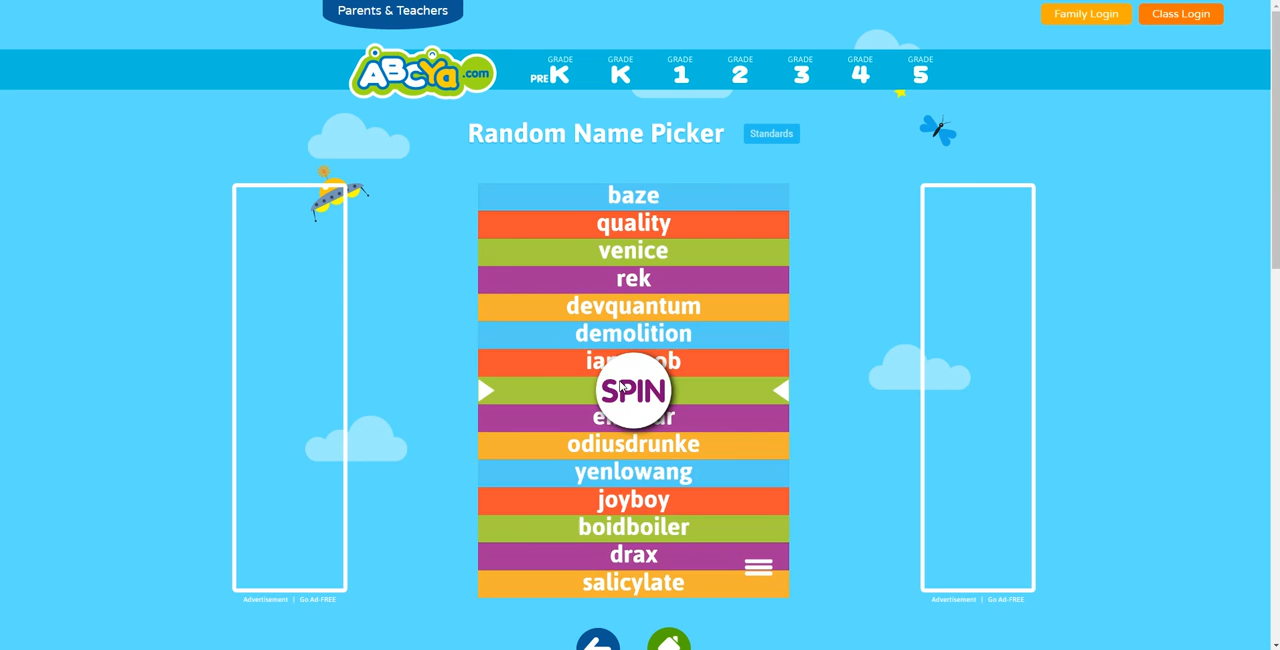 Parents & Teachers
Family Login
Class Login
ABCYa.com
GRADE GRADE GRADE GRADE GRADE GRADE GRADE
PRE K K 1 2 3 4 5
Random Name Picker
Standards
baze
quality
venice
rek
devquantum
demolition
SPIN
odiusdrunke
yenlowang
joyboy
boidboiler
drax
salicylate
Advertisement | Go Ad-FREE
Advertisement | Go Ad-FREE